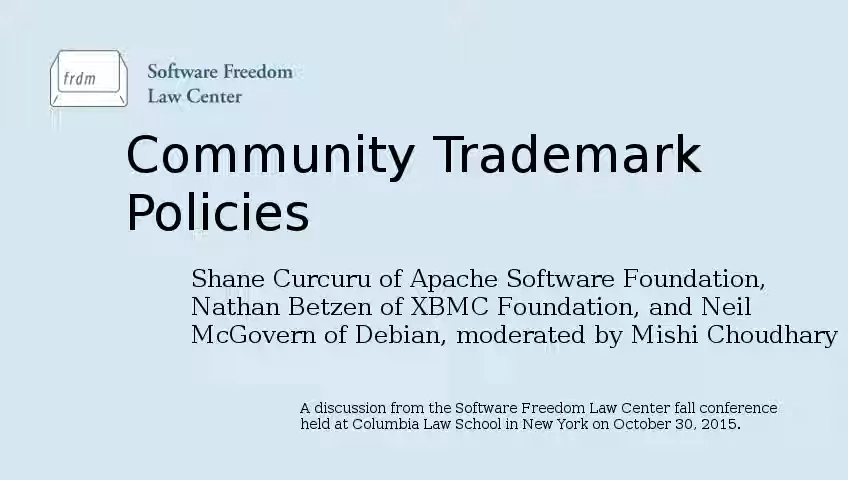 frdm
Software Freedom
Law Center
Community Trademark
Policies
Shane Curcuru of Apache Software Foundation,
Nathan Betzen of XBMC Foundation, and Neil
McGovern of Debian, moderated by Mishi Choudhary
A discussion from the Software Freedom Law Center fall conference
held at Columbia Law School in New York on October 30, 2015.